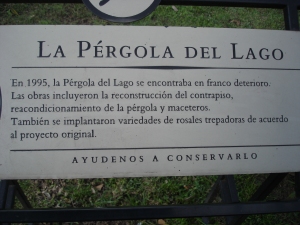 LA PÉRGOLA DEL LAGO
En 1995, la Pérgola del Lago se encontraba en franco deterioro.
Las obras incluyeron la reconstrucción del contrapiso,
reacondicionamiento de la pérgola y maceteros.
También se implantaron variedades de rosales trepadoras de acuerdo
al proyecto original.
AYUDENOS A CONSERVARLO